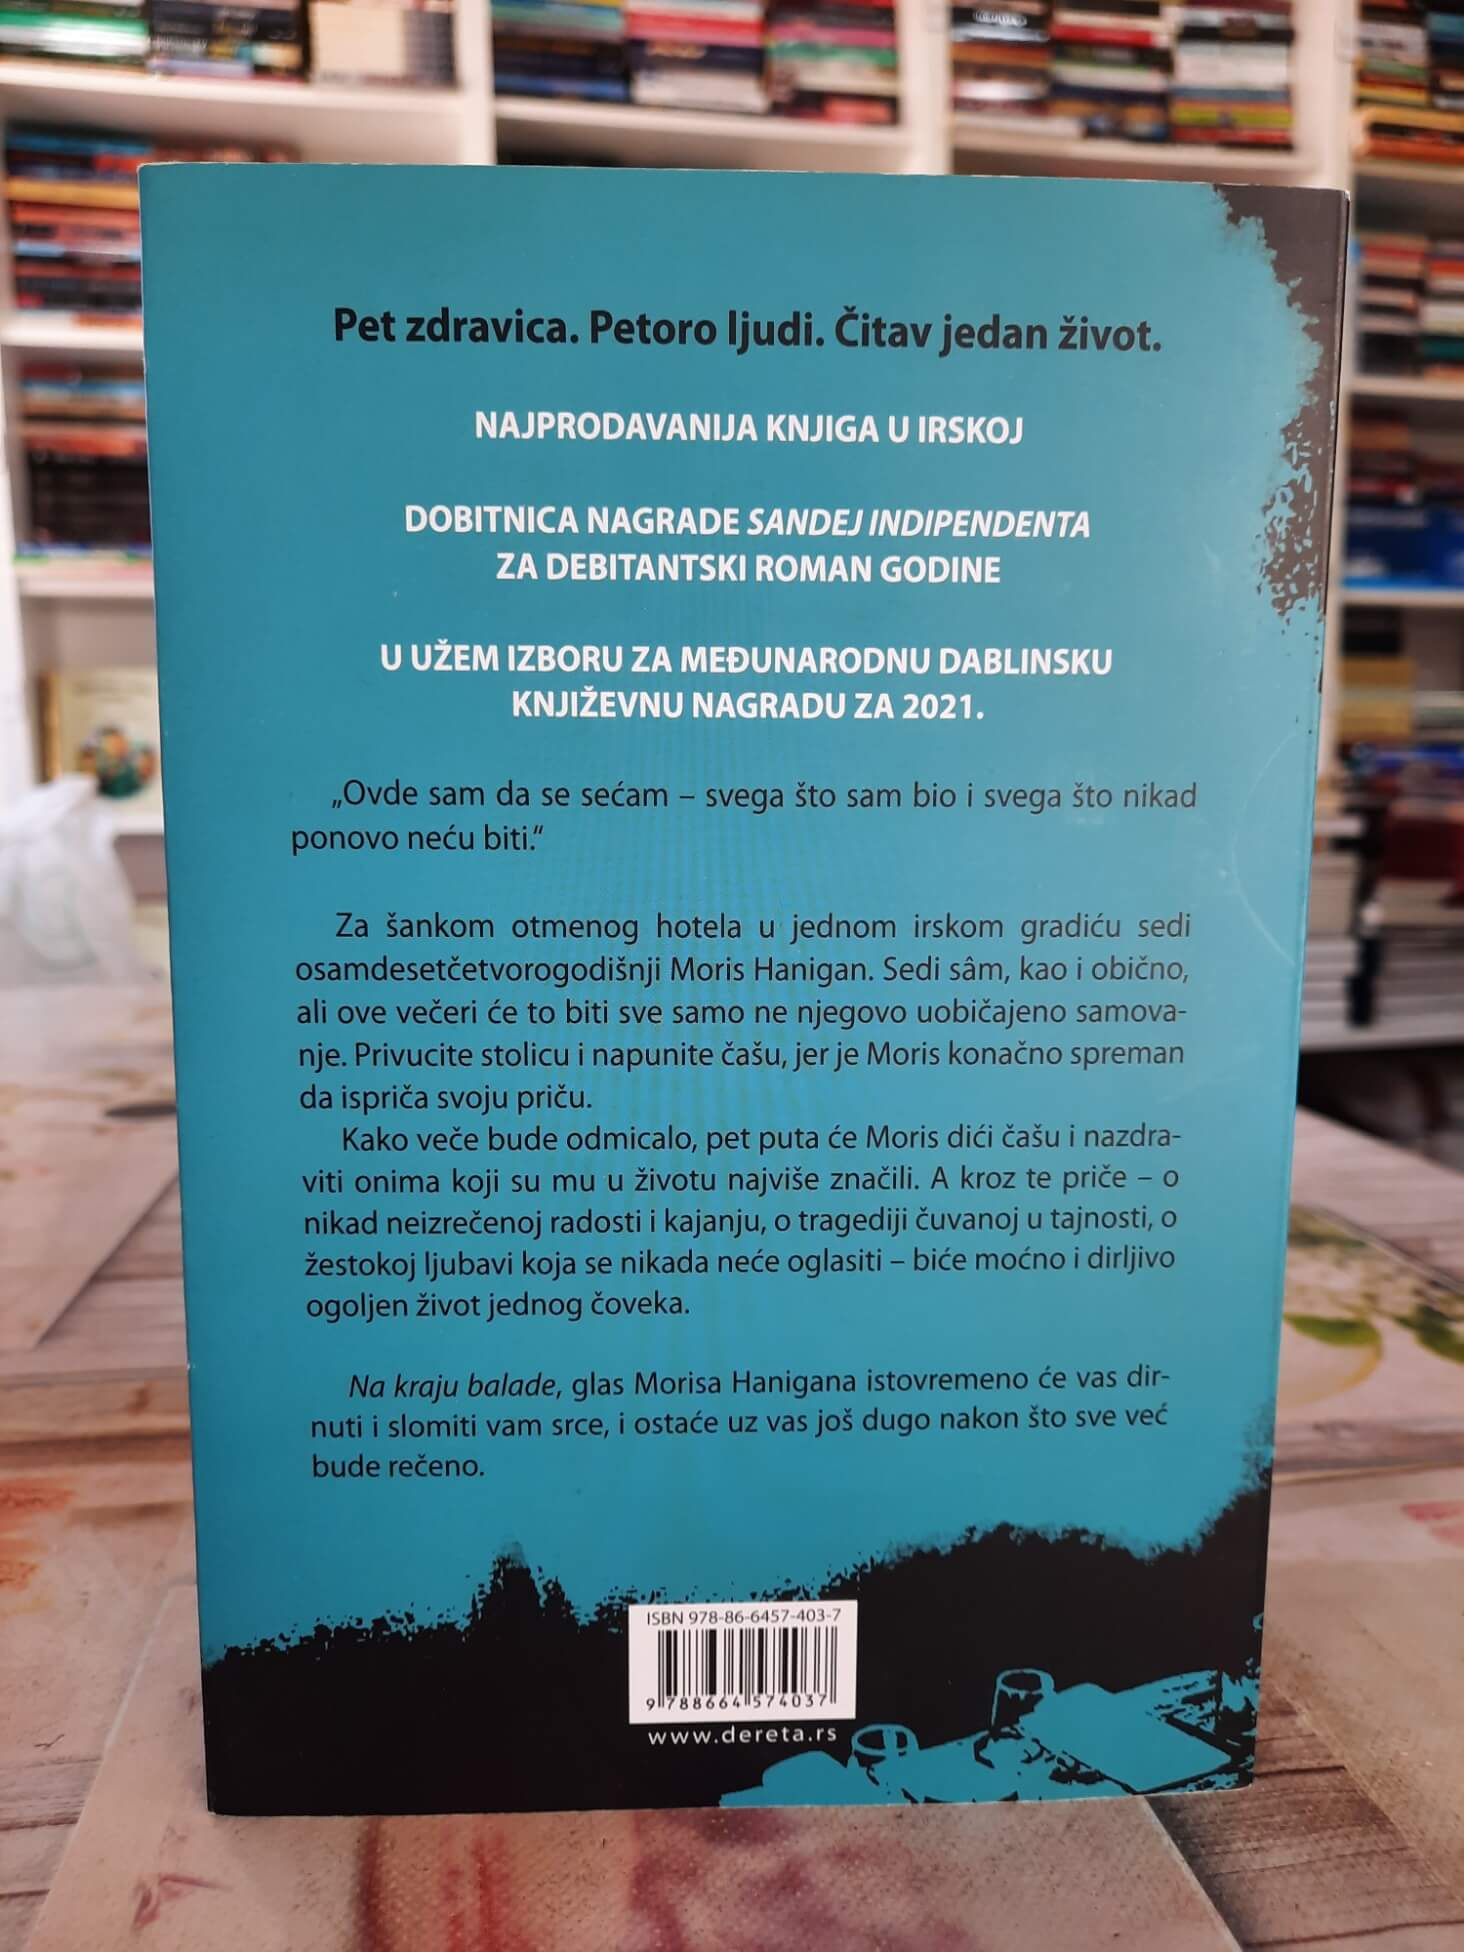 Pet zdravica. Petoro ljudi. Čitav jedan život.
NAJPRODAVANIJA KNJIGA U IRSKOJ
DOBITNICA NAGRADE SANDEJ INDIPENDENTA
ZA DEBITANTSKI ROMAN GODINE
U UŽEM IZBORU ZA MEĐUNARODNU DABLINSKU
KNJIŽEVNU NAGRADU ZA 2021.
„Ovde sam da se sećam – svega što sam bio i svega što nikad
ponovo neću biti.“
Za šankom otmenog hotela u jednom irskom gradiću sedi
osamdesetčetvorogodišnji Moris Hanigan. Sedi sâm, kao i obično,
ali ove večeri će to biti sve samo ne njegovo uobičajeno samova-
nje. Privucite stolicu i napunite čašu, jer je Moris konačno spreman
da ispriča svoju priču.
Kako veče bude odmicalo, pet puta će Moris dići čašu i nazdra-
viti onima koji su mu u životu najviše značili. A kroz te priče – o
nikad neizrečenoj radosti i kajanju, o tragediji čuvanoj u tajnosti, o
žestokoj ljubavi koja se nikada neće oglasiti – biće moćno i dirljivo
ogoljen život jednog čoveka.
Na kraju balade, glas Morisa Hanigana istovremeno će vas dir-
nuti i slomiti vam srce, i ostaće uz vas još dugo nakon što sve već
bude rečeno.
ISBN 978-86-6457-403-7
9 788664 574037
www.dereta.rs